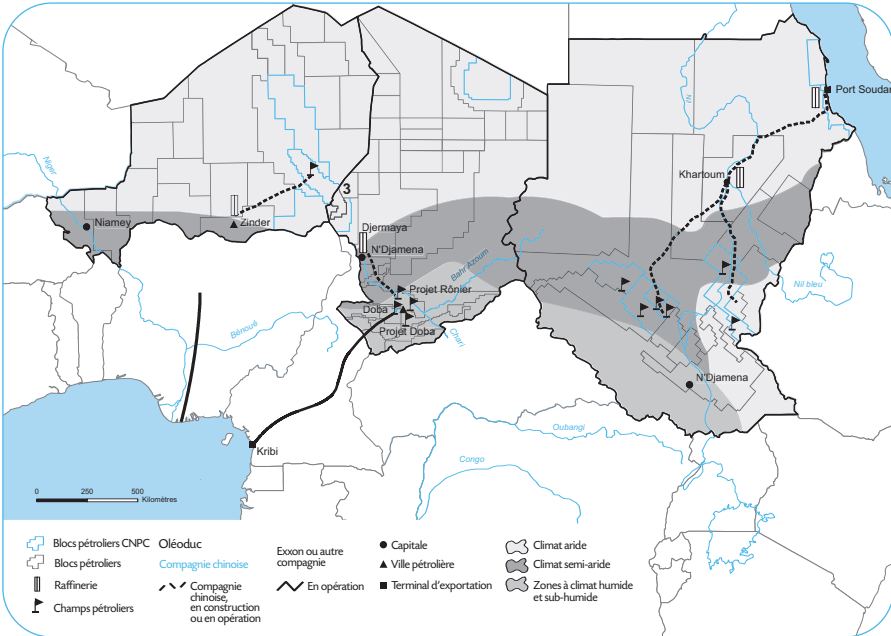 Port Soudan
Nil
Khartoum
3
Niger
Niamey
Zinder
Djermaya
N'Djamena
Bahr Azoum
Nil bleu
Projet Rônier
Doba
Projet Doba
Chari
Bénoué
N'Djamena
Oubangi
Kribi
Congo
0 250 500
Kilomètres
Blocs pétroliers CNPC
Blocs pétroliers
Raffinerie
Champs pétroliers
Oléoduc
Compagnie chinoise
Compagnie
chinoise,
en construction
ou en opération
Exxon ou autre
compagnie
En opération
Capitale
Ville pétrolière
Terminal d'exportation
Climat aride
Climat semi-aride
Zones à climat humide
et sub-humide